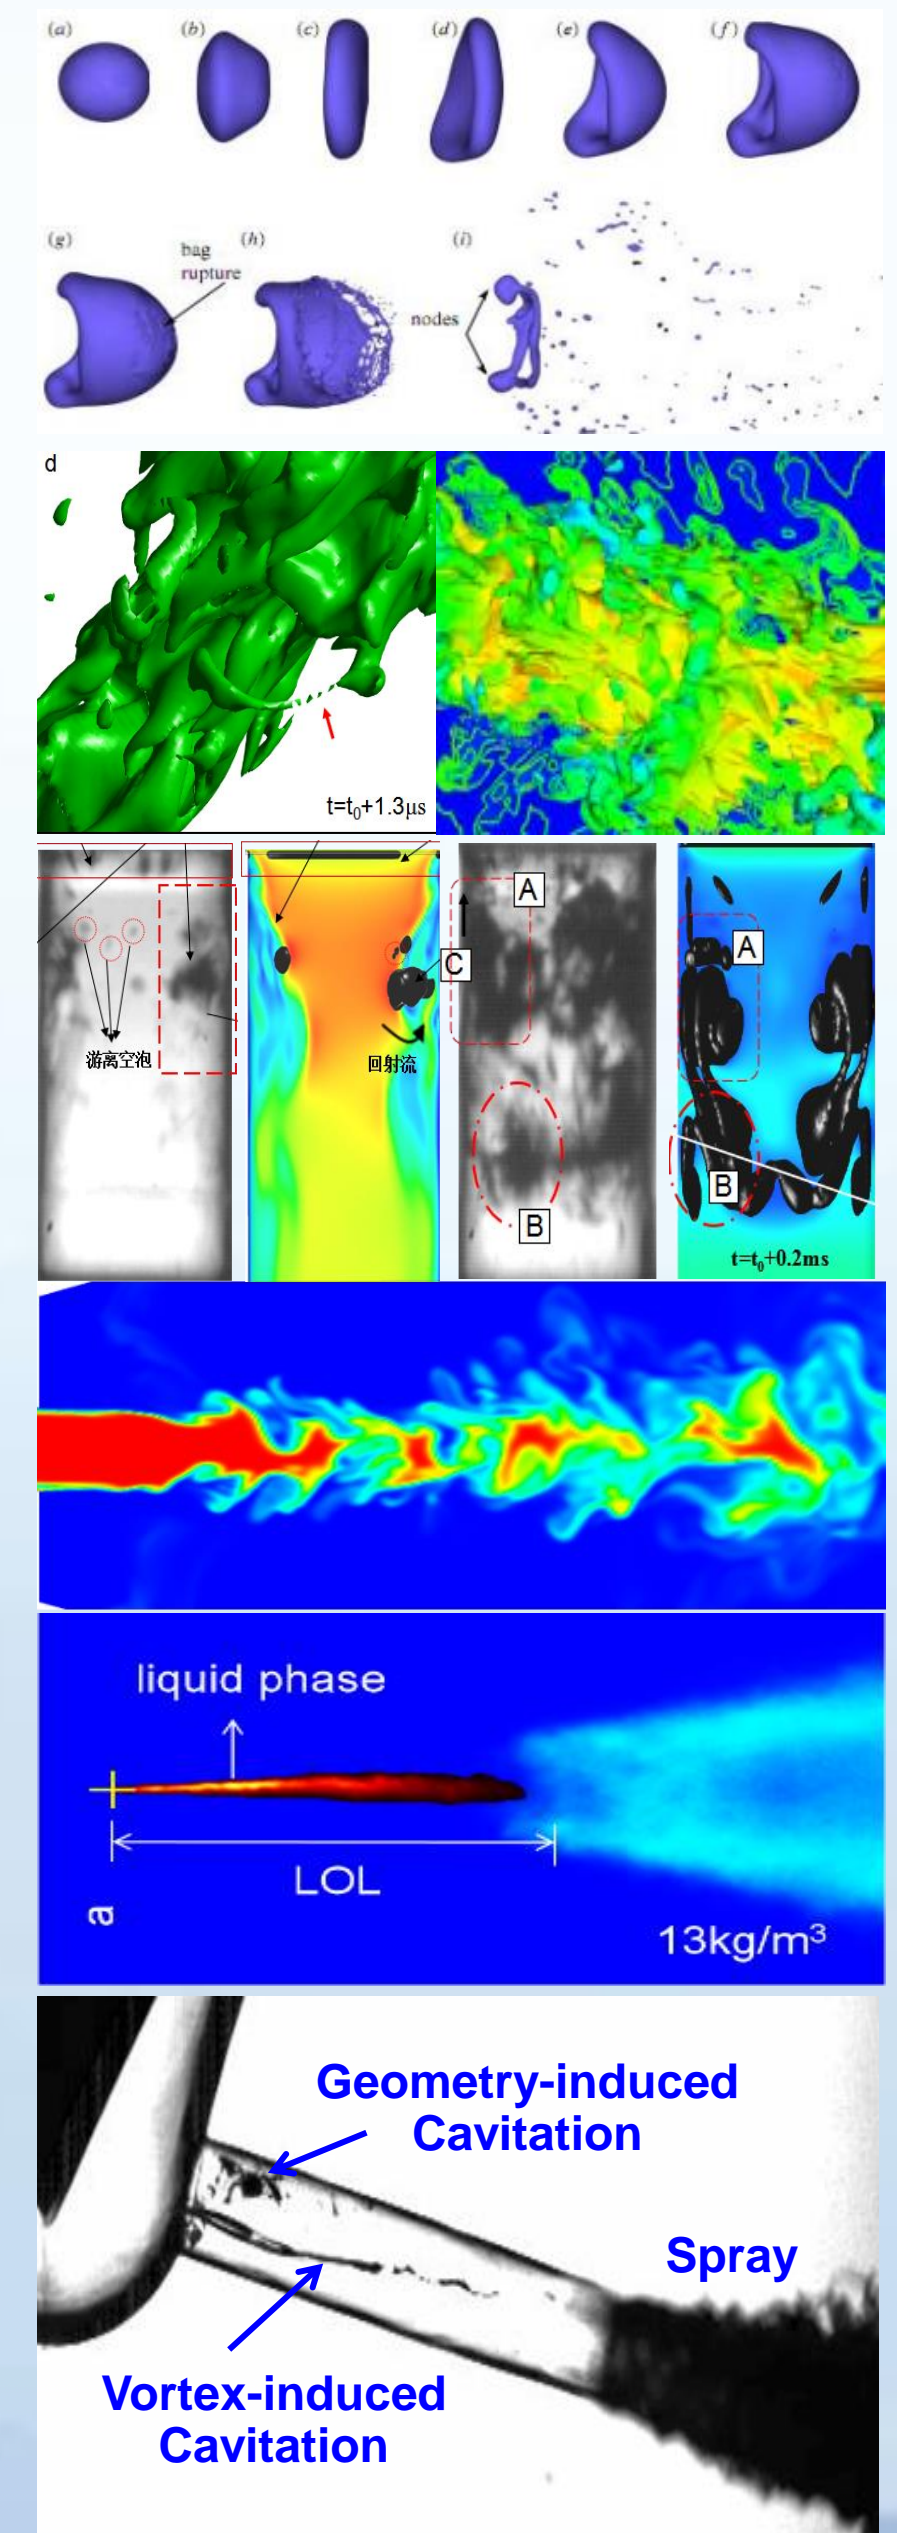 (a)
(b)
(c)
(d)
(e)
(f)
(g)
bag
rupture
(h)
(i)
nodes
d
t=t₀+1.3μs
游离空泡
回射流
A
C
B
A
B
t=t₀+0.2ms
liquid phase
LOL
a
13kg/m³
Geometry-induced
Cavitation
Spray
Vortex-induced
Cavitation